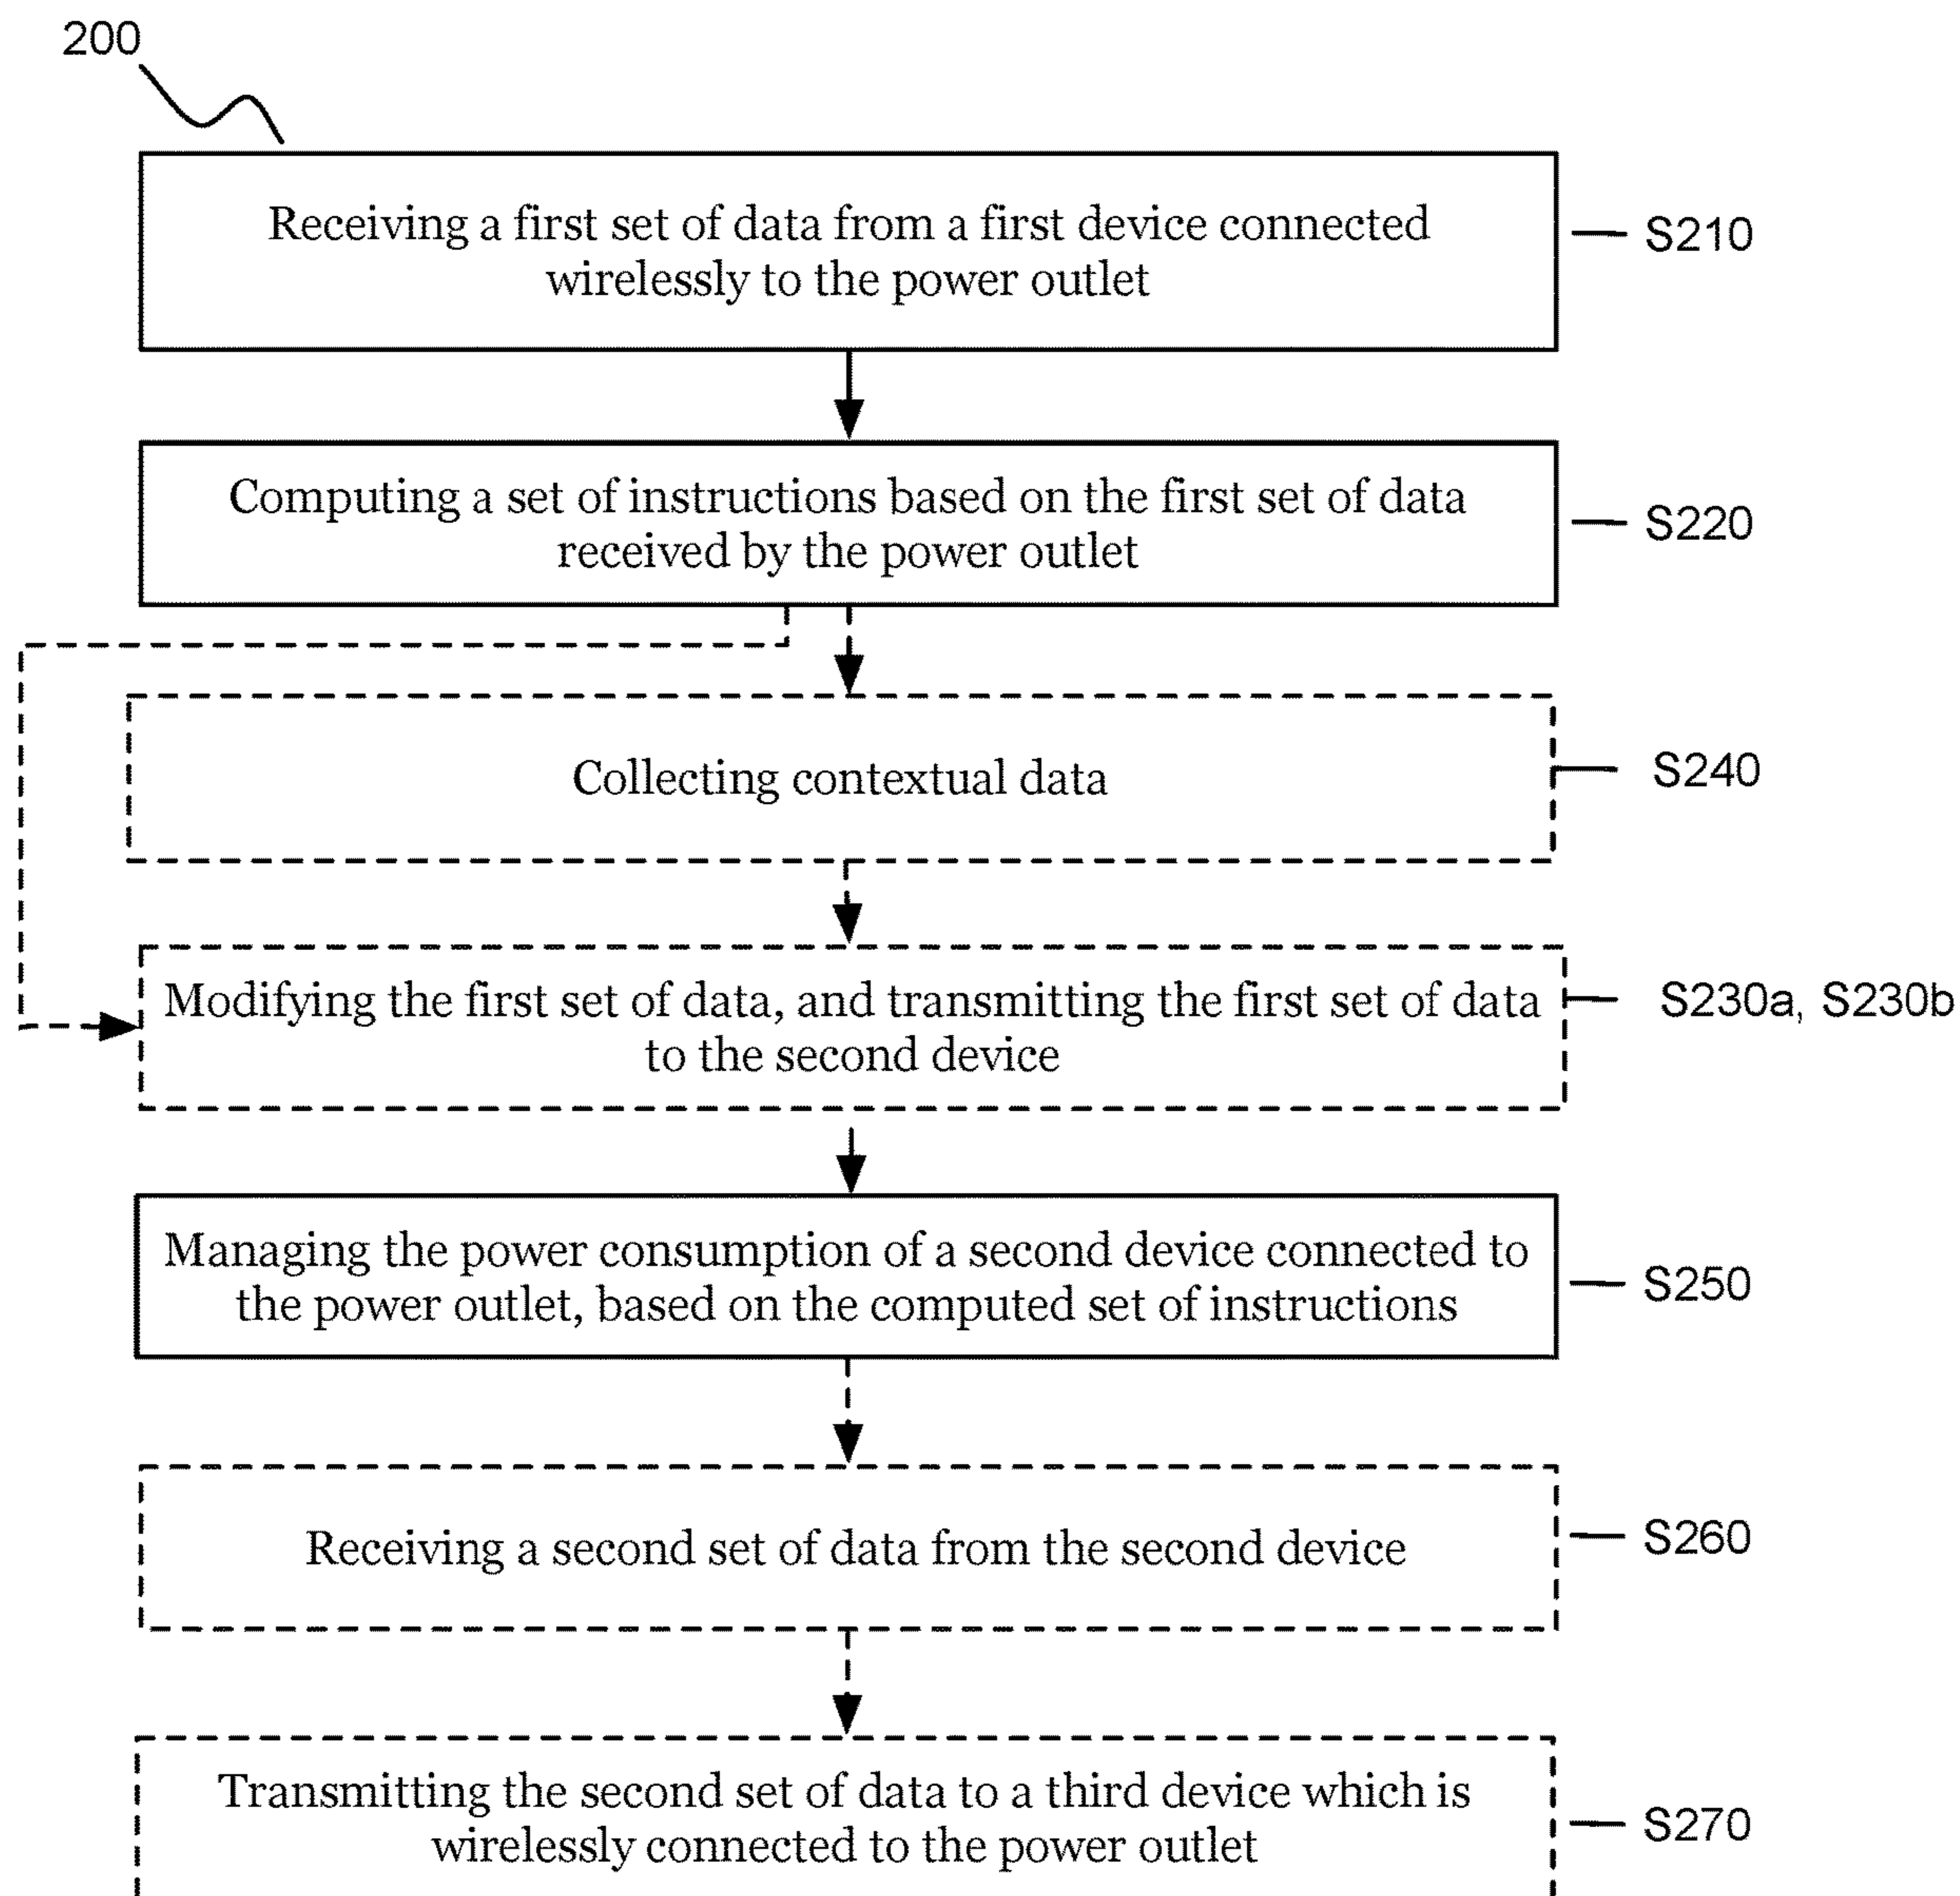 200
Receiving a first set of data from a first device connected
wirelessly to the power outlet
S210
Computing a set of instructions based on the first set of data
received by the power outlet
S220
Collecting contextual data
S240
Modifying the first set of data, and transmitting the first set of data
to the second device
S230a, S230b
Managing the power consumption of a second device connected to
the power outlet, based on the computed set of instructions
S250
Receiving a second set of data from the second device
S260
Transmitting the second set of data to a third device which is
wirelessly connected to the power outlet
S270